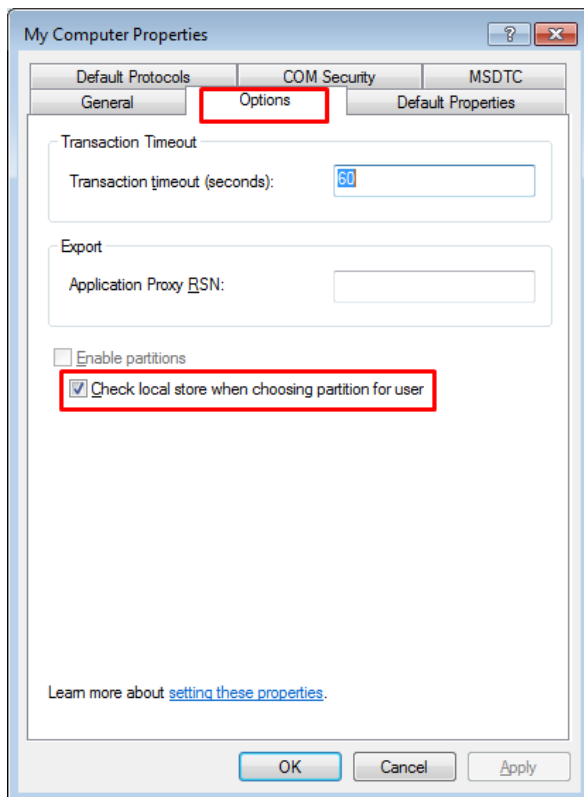 My Computer Properties
Default Protocols COM Security MSDTC
General Options Default Properties
Transaction Timeout
Transaction timeout (seconds): 60
Export
Application Proxy RSN:
Enable partitions
Check local store when choosing partition for user
Learn more about setting these properties.
OK Cancel Apply